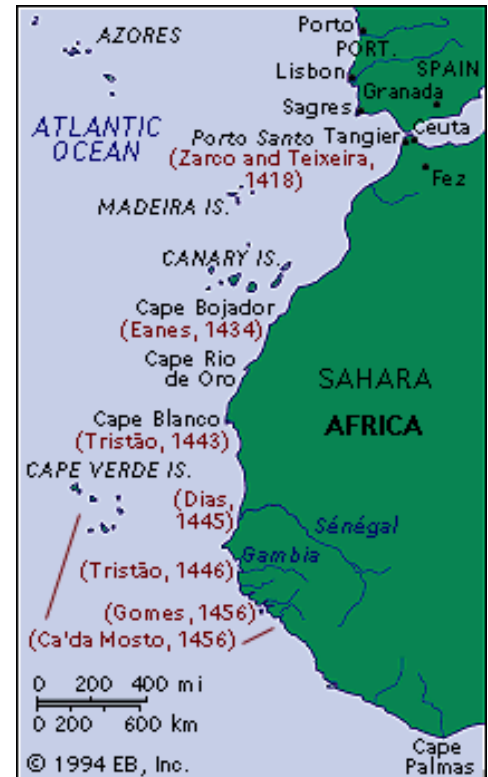 AZORES
Porto
PORT.
Lisbon
SPAIN
Granada
Sagres
ATLANTIC
OCEAN
Porto Santo
Tangier
Ceuta
(Zarco and Teixeira,
1418)
Fez
MADEIRA IS.
CANARY IS.
Cape Bojador
(Eanes, 1434)
Cape Rio
de Oro
SAHARA
AFRICA
Cape Blanco
(Tristão, 1443)
CAPE VERDE IS.
(Dias,
1445)
Sénégal
Gambia
(Tristão, 1446)
(Gomes, 1456)
(Ca'da Mosto, 1456)
0 200 400 mi
0 200 600 km
© 1994 EB, Inc.
Cape
Palmas